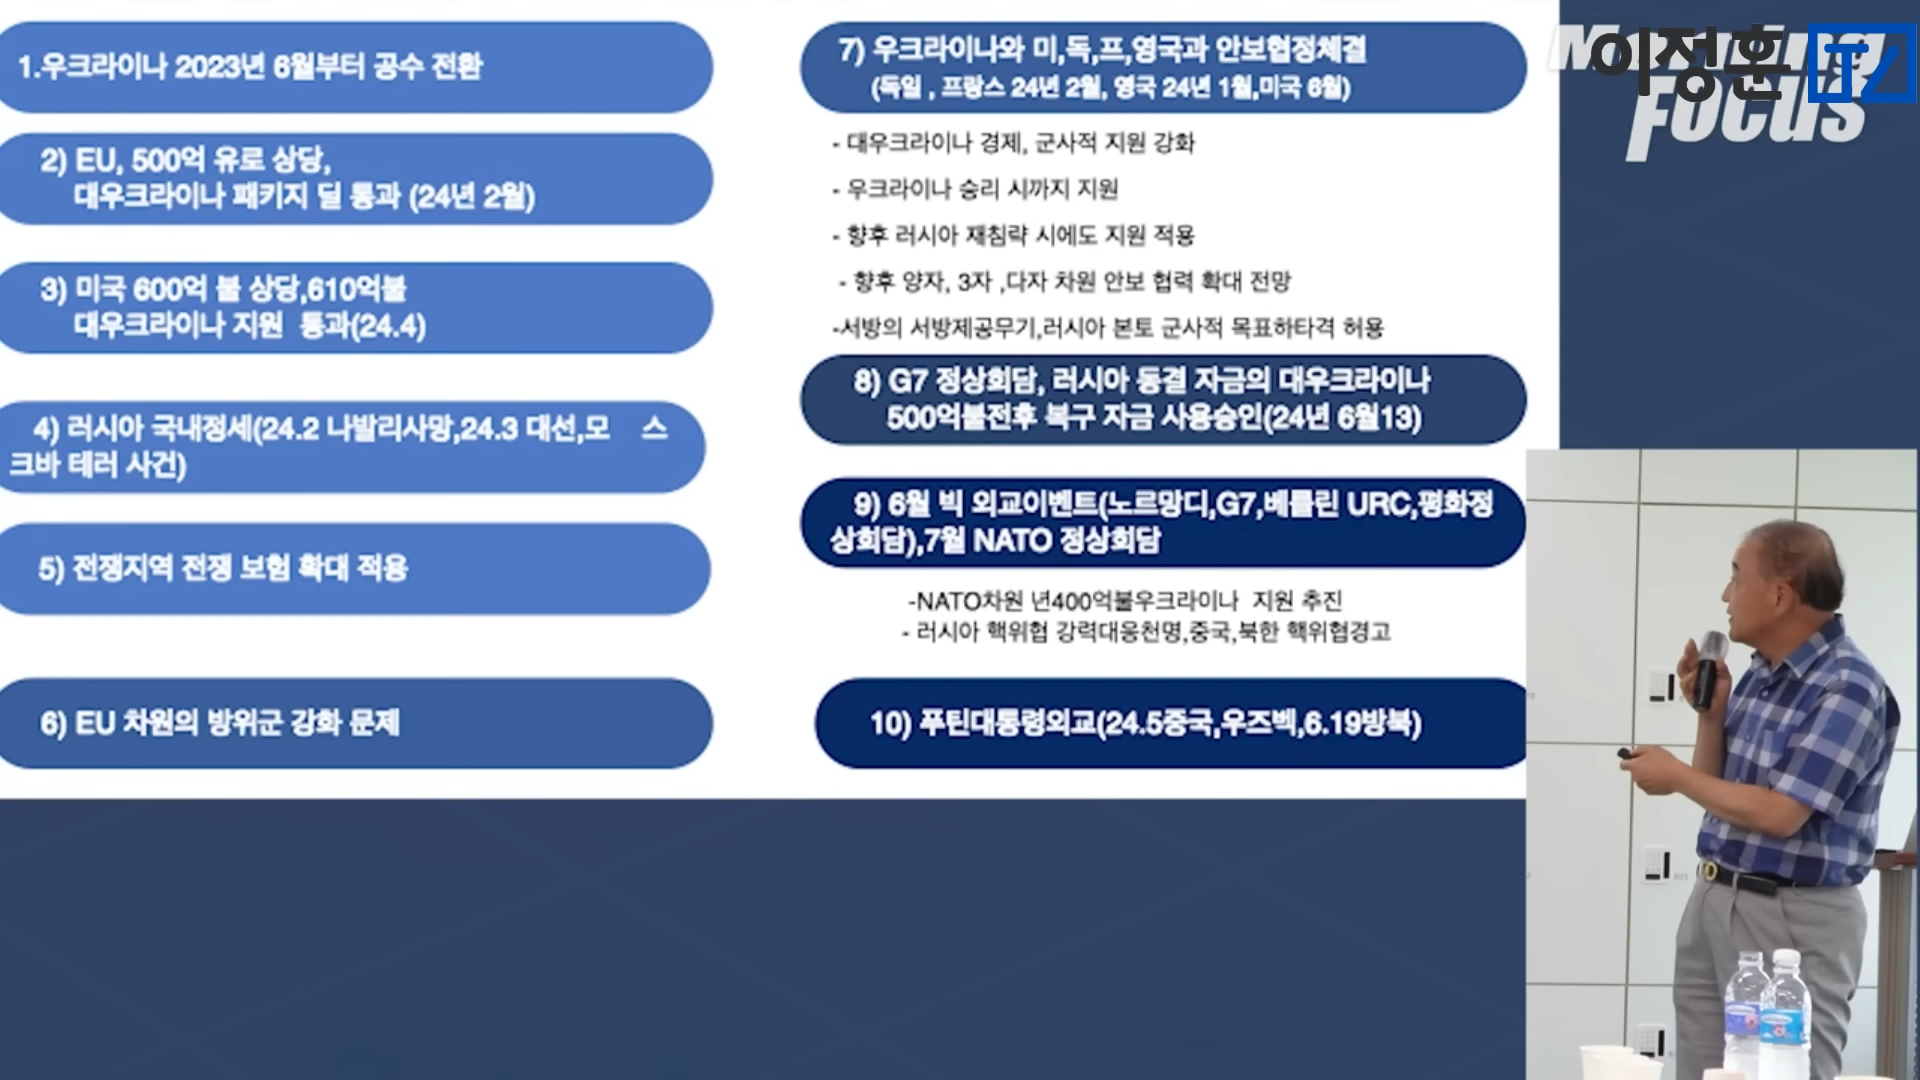 1.우크라이나 2023년 6월부터 공수 전환
2) EU, 500억 유로 상당,
대우크라이나 패키지 딜 통과 (24년 2월)
3) 미국 600억 불 상당,610억불
대우크라이나 지원 통과(24.4)
4) 러시아 국내정세(24.2 나발리사망,24.3 대선,모 스
크바 테러 사건)
5) 전쟁지역 전쟁 보험 확대 적용
6) EU 차원의 방위군 강화 문제
7) 우크라이나와 미,독,프,영국과 안보협정체결
(독일 , 프랑스 24년 2월, 영국 24년 1월,미국 6월)
- 대우크라이나 경제, 군사적 지원 강화
- 우크라이나 승리 시까지 지원
- 향후 러시아 재침략 시에도 지원 적용
- 향후 양자, 3자 ,다자 차원 안보 협력 확대 전망
-서방의 서방제공무기,러시아 본토 군사적 목표하타격 허용
8) G7 정상회담, 러시아 동결 자금의 대우크라이나
500억불전후 복구 자금 사용승인(24년 6월13)
9) 6월 빅 외교이벤트(노르망디,G7,베를린 URC,평화정
상회담),7월 NATO 정상회담
-NATO차원 년400억불우크라이나 지원 추진
- 러시아 핵위협 강력대응천명,중국,북한 핵위협경고
10) 푸틴대통령외교(24.5중국,우즈벡,6.19방북)
Morning
Focus
이정훈 TV